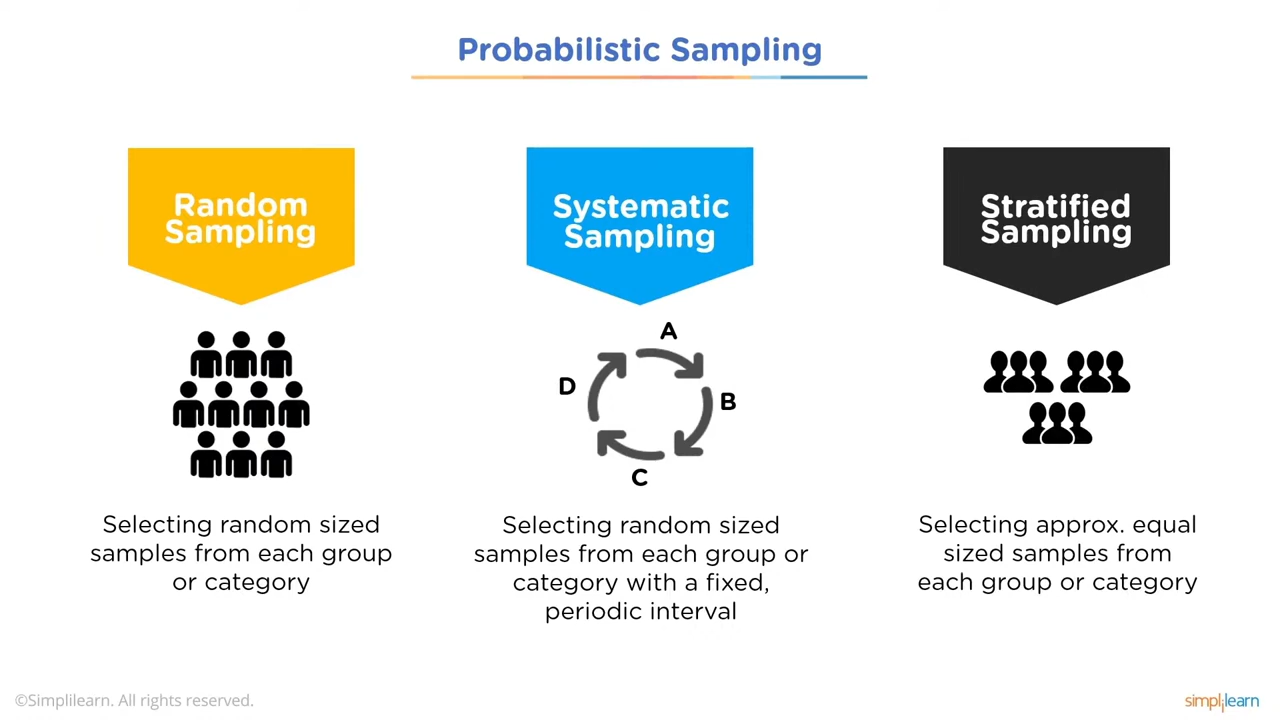 Probabilistic Sampling
Random
Sampling
Selecting random sized
samples from each group
or category
Systematic
Sampling
A
B
C
D
Selecting random sized
samples from each group or
category with a fixed,
periodic interval
Stratified
Sampling
Selecting approx. equal
sized samples from
each group or category
©Simplilearn. All rights reserved.
simplilearn